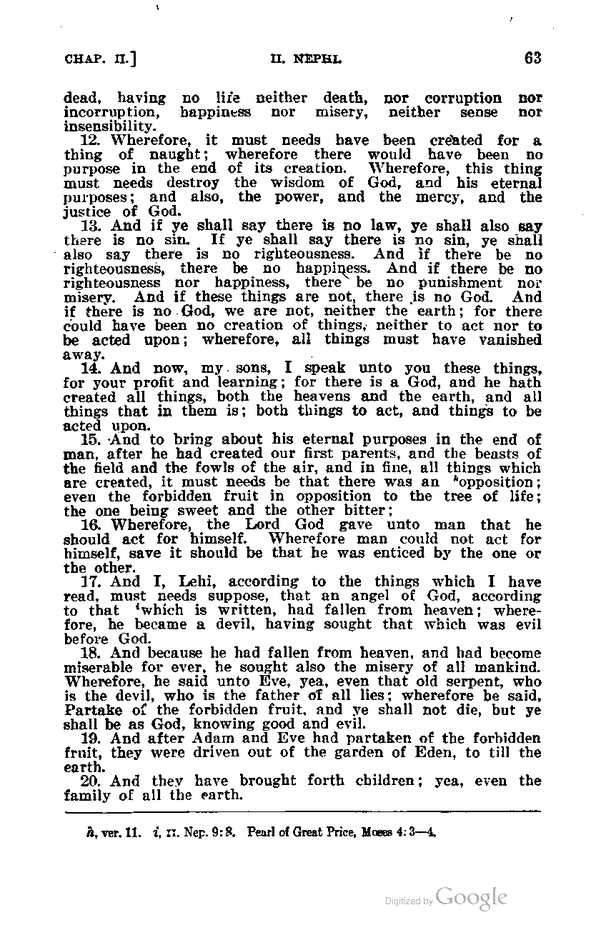 CHAP. II.] II. NEPHI. 63
dead, having no life neither death, nor corruption nor
incorruption, happiness nor misery, neither sense nor
insensibility.
12. Wherefore, it must needs have been created for a
thing of naught; wherefore there would have been no
purpose in the end of its creation. Wherefore, this thing
must needs destroy the wisdom of God, and his eternal
purposes; and also, the power, and the mercy, and the
justice of God.
13. And if ye shall say there is no law, ye shall also say
there is no sin. If ye shall say there is no sin, ye shall
also say there is no righteousness. And if there be no
righteousness, there be no happiness. And if there be no
righteousness nor happiness, there be no punishment nor
misery. And if these things are not, there is no God. And
if there is no God, we are not, neither the earth; for there
could have been no creation of things, neither to act nor to
be acted upon; wherefore, all things must have vanished
away.
14. And now, my sons, I speak unto you these things,
for your profit and learning; for there is a God, and he hath
created all things, both the heavens and the earth, and all
things that in them is; both things to act, and things to be
acted upon.
15. And to bring about his eternal purposes in the end of
man, after he had created our first parents, and the beasts of
the field and the fowls of the air, and in fine, all things which
are created, it must needs be that there was an hopposition;
even the forbidden fruit in opposition to the tree of life;
the one being sweet and the other bitter;
16. Wherefore, the Lord God gave unto man that he
should act for himself. Wherefore man could not act for
himself, save it should be that he was enticed by the one or
the other.
17. And I, Lehi, according to the things which I have
read, must needs suppose, that an angel of God, according
to that iwhich is written, had fallen from heaven; where-
fore, he became a devil, having sought that which was evil
before God.
18. And because he had fallen from heaven, and had become
miserable for ever, he sought also the misery of all mankind.
Wherefore, he said unto Eve, yea, even that old serpent, who
is the devil, who is the father of all lies; wherefore he said,
Partake of the forbidden fruit, and ye shall not die, but ye
shall be as God, knowing good and evil.
19. And after Adam and Eve had partaken of the forbidden
fruit, they were driven out of the garden of Eden, to till the
earth.
20. And they have brought forth children; yea, even the
family of all the earth.
h, ver. 11. i, II. Nep. 9:8. Pearl of Great Price, Moses 4:3—4.
Digitized by Google